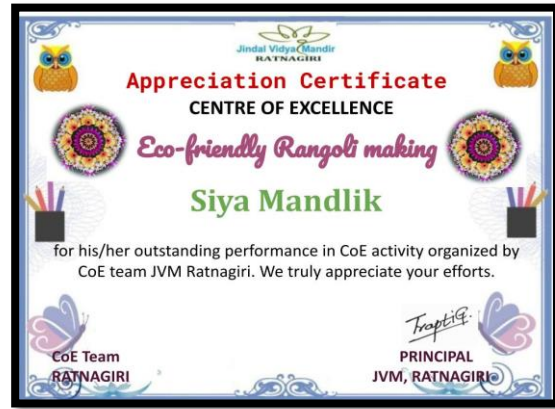 Jindal Vidya Mandir
RATNAGIRI
Appreciation Certificate
CENTRE OF EXCELLENCE
Eco-friendly Rangoli making
Siya Mandlik
for his/her outstanding performance in CoE activity organized by
CoE team JVM Ratnagiri. We truly appreciate your efforts.
TraptiG.
CoE Team
RATNAGIRI
PRINCIPAL
JVM, RATNAGIRI